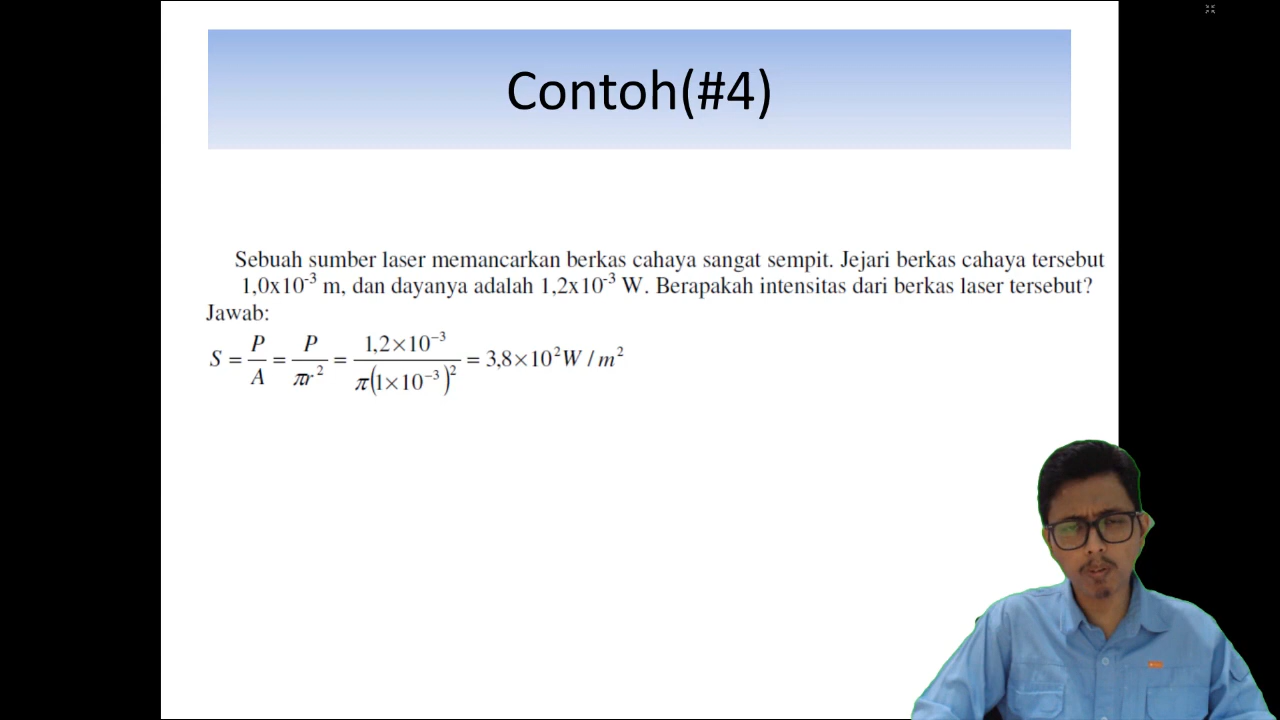 Contoh(#4)
Sebuah sumber laser memancarkan berkas cahaya sangat sempit. Jejari berkas cahaya tersebut
1,0x10⁻³ m, dan dayanya adalah 1,2x10⁻³ W. Berapakah intensitas dari berkas laser tersebut?
Jawab:
S = P/A = P/πr² = 1,2×10⁻³/π(1×10⁻³)² = 3,8×10²W / m²